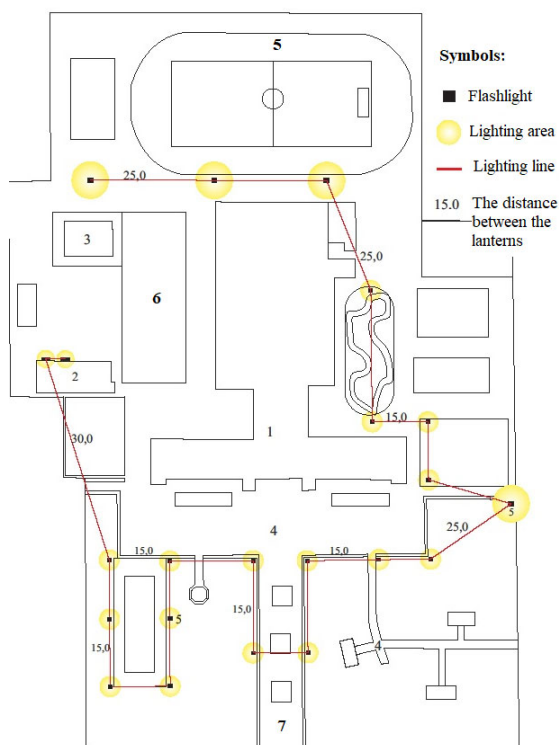 5
Symbols:
Flashlight
Lighting area
Lighting line
15.0 The distance
between the
lanterns
25,0
3
6
25,0
2
15,0
30,0
1
5
4
25,0
15,0
15,0
15,0
5
15,0
4
7